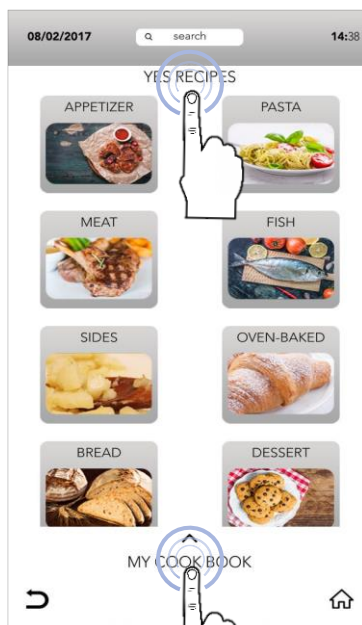 08/02/2017 search 14:38
YES RECIPES
APPETIZER PASTA
MEAT FISH
SIDES OVEN-BAKED
BREAD DESSERT
MY COOK BOOK